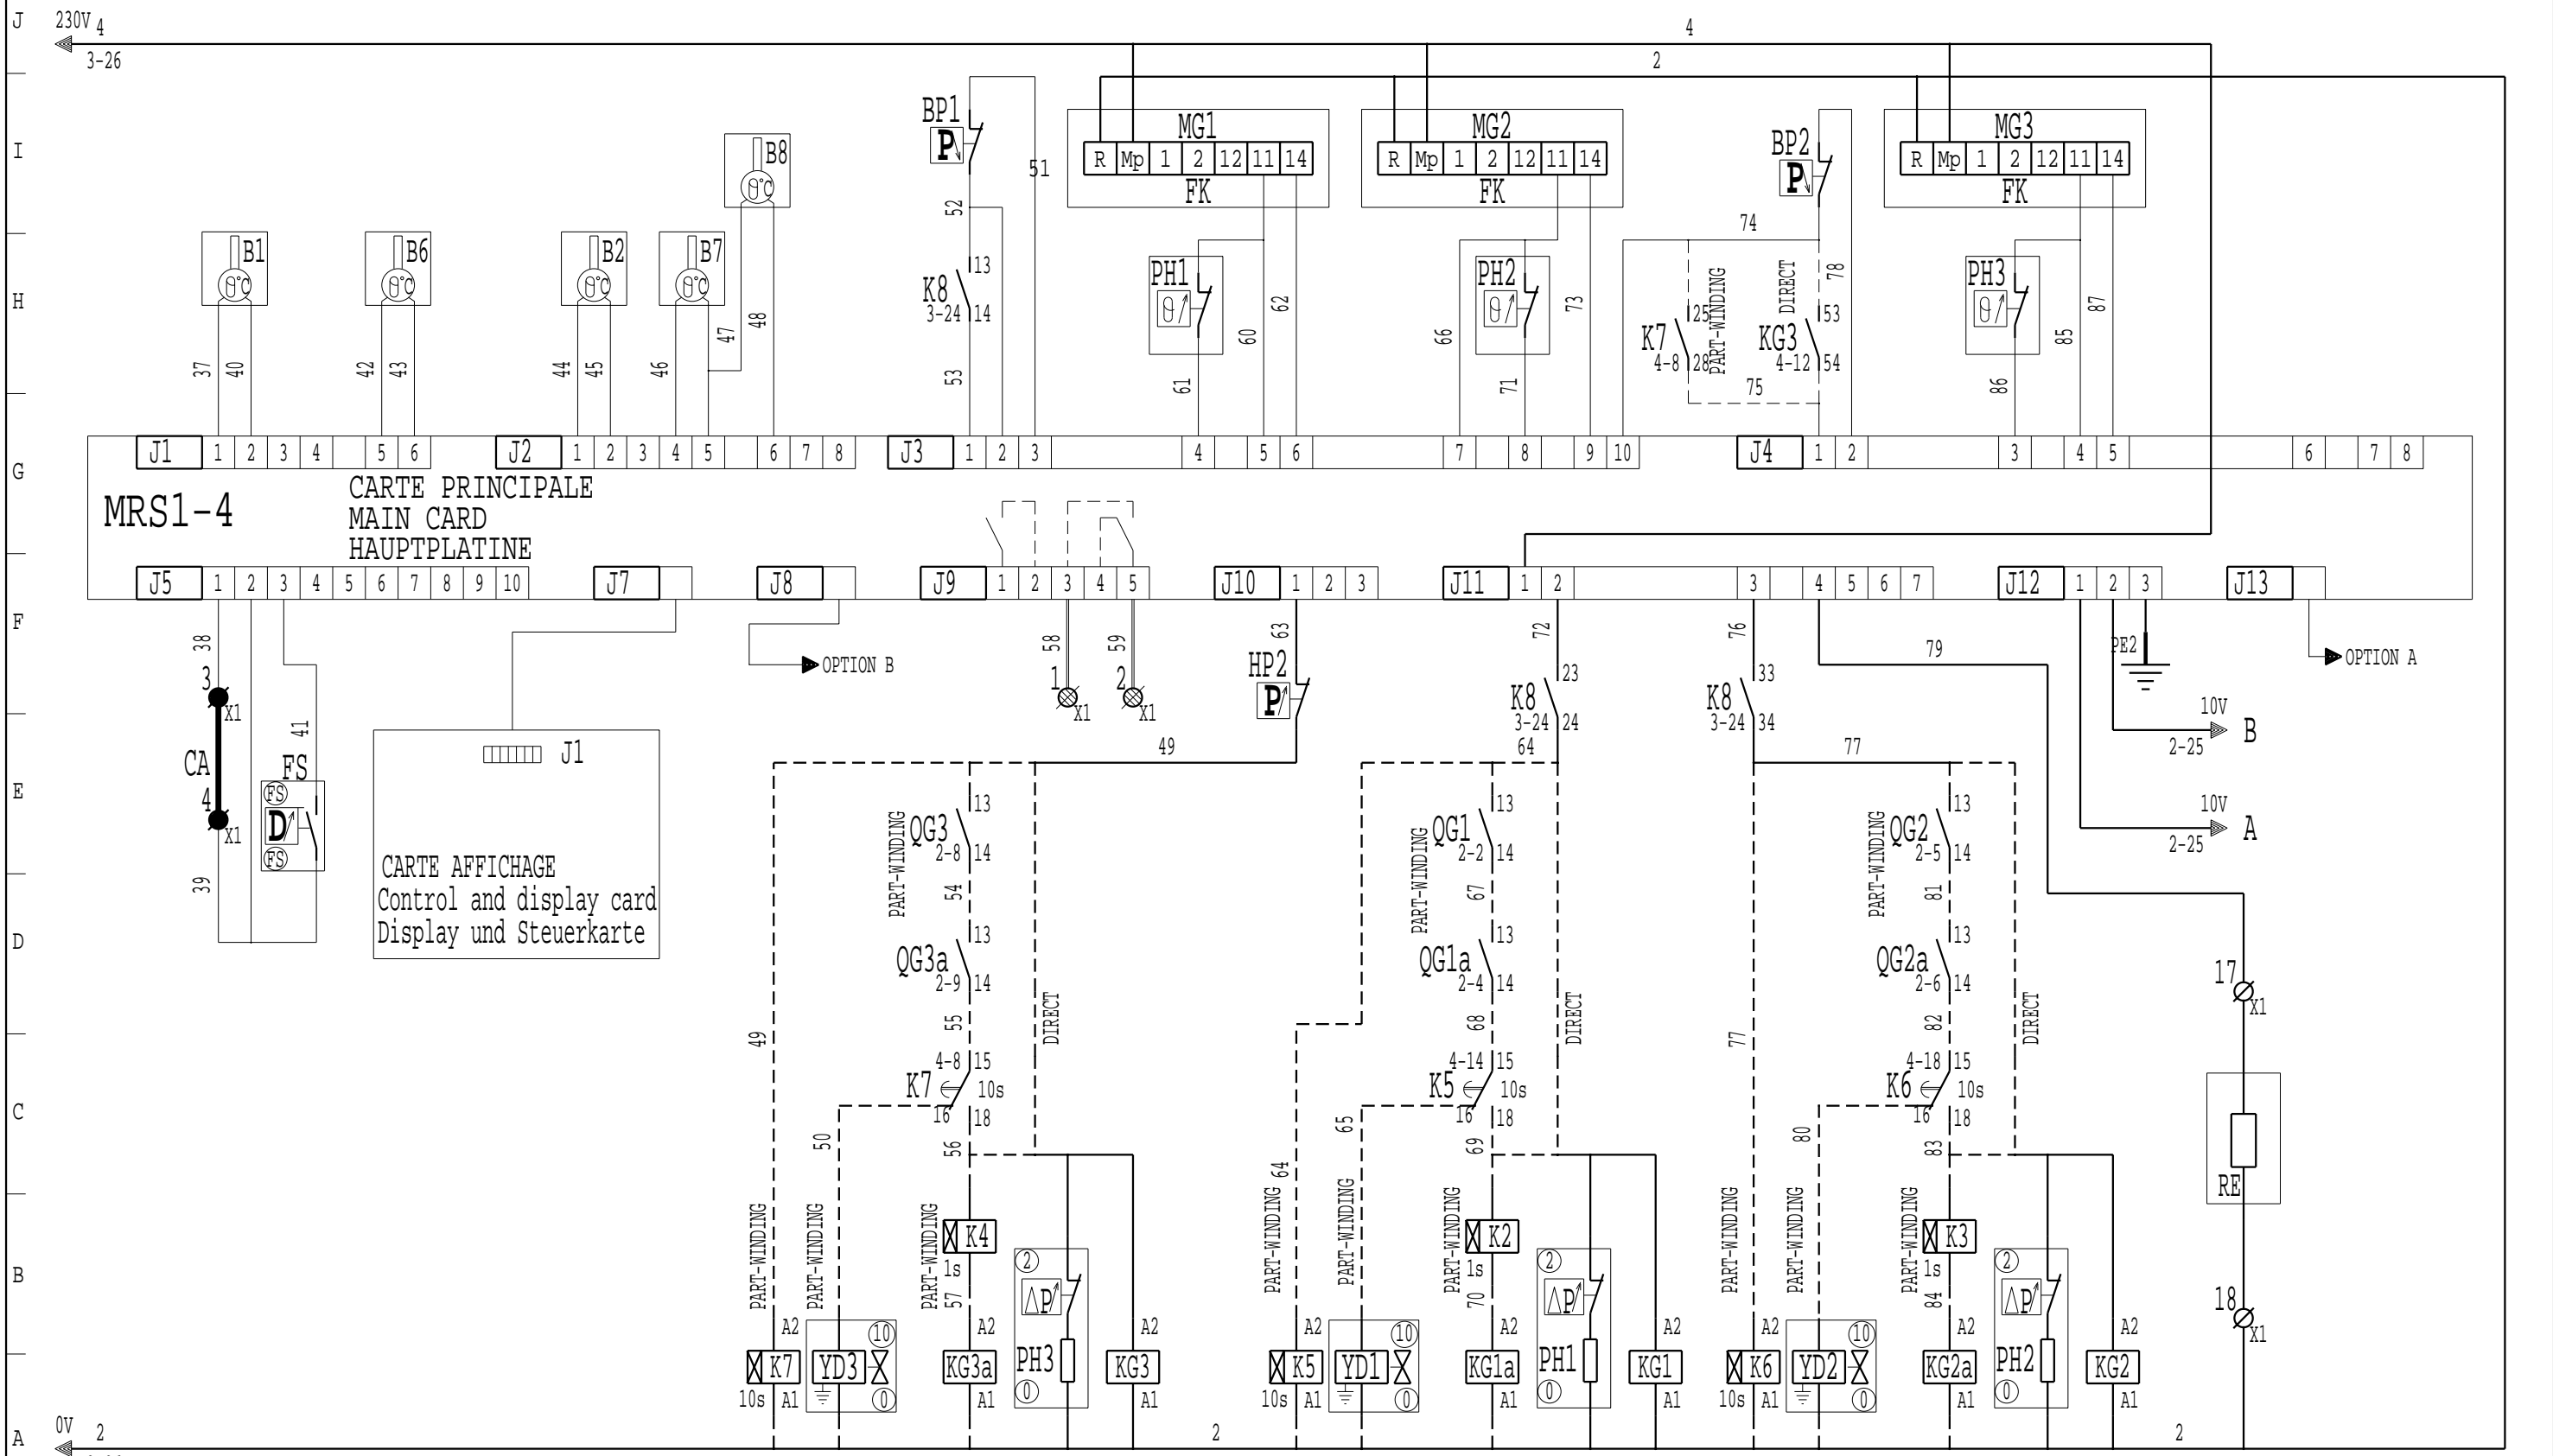 J 230V 4 4
3-26 2
BP1 MG1 MG2 BP2 MG3
I B8 P R Mp 1 2 12 11 14 R Mp 1 2 12 11 14 P R Mp 1 2 12 11 14
θ°C 51 FK FK FK
52 74
B1 B6 B2 B7 13 PH1 PH2 PART-WINDING DIRECT 78 PH3
H θ°C θ°C θ°C θ°C K8 θ 62 θ 73 25 53 θ 87
3-24 14 K7 KG3
47 48 60 66 4-8 28 4-12 54 85
37 40 42 43 44 45 46 53 61 71 75 86
G J1 1 2 3 4 5 6 J2 1 2 3 4 5 6 7 8 J3 1 2 3 4 5 6 7 8 9 10 J4 1 2 3 4 5 6 7 8
CARTE PRINCIPALE
MRS1-4 MAIN CARD
HAUPTPLATINE
J5 1 2 3 4 5 6 7 8 9 10 J7 J8 J9 1 2 3 4 5 J10 1 2 3 J11 1 2 3 4 5 6 7 J12 1 2 3 J13
F 38 58 59 63 72 76 79 PE2
OPTION B OPTION A
3 1 2 HP2 23 33
X1 X1 X1 P K8 K8 10V
41 3-24 24 3-24 34 B
J1 49 64 77 2-25
CA FS
E 4 FS 13 13 13 10V
X1 D PART-WINDING QG3 PART-WINDING QG1 PART-WINDING QG2 A
FS 2-8 14 2-2 14 2-5 14 2-25
CARTE AFFICHAGE
39 Control and display card 54 67 81
D Display und Steuerkarte 13 13 13
QG3a QG1a QG2a 17
2-9 14 2-4 14 2-6 14 X1
49 55 DIRECT 68 DIRECT 77 82 DIRECT
4-8 15 4-14 15 4-18 15
C K7 10s K5 10s K6 10s
16 18 16 18 16 18
50 56 64 65 69 80 83
RE
PART-WINDING PART-WINDING PART-WINDING K4 PART-WINDING PART-WINDING PART-WINDING K2 PART-WINDING PART-WINDING PART-WINDING K3
B 1s 2 1s 2 1s 2
57 ΔP 70 ΔP 84 ΔP 18
X1
A2 10 A2 A2 A2 10 A2 A2 A2 10 A2 A2
K7 YD3 KG3a PH3 KG3 K5 YD1 KG1a PH1 KG1 K6 YD2 KG2a PH2 KG2
10s A1 0 A1 0 A1 10s A1 0 A1 0 A1 10s A1 0 A1 0 A1
A 0V 2 2 2